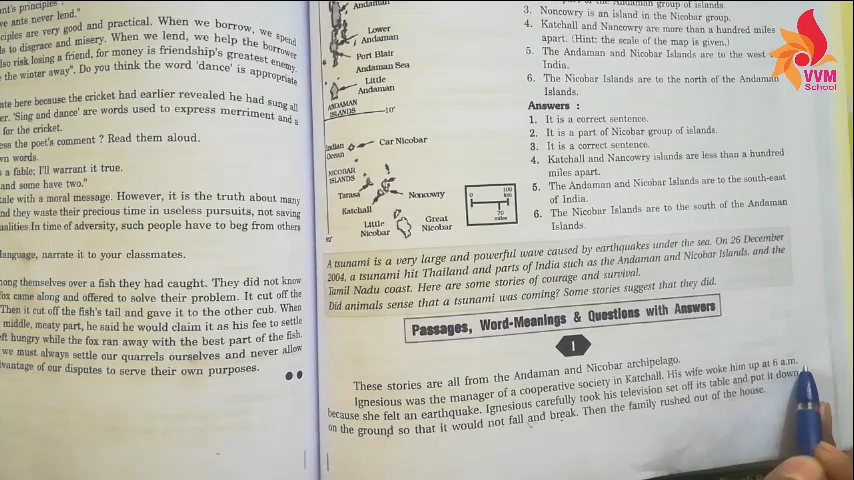 nt's principles
ve ants never lend."
ciples are very good and practical. When we borrow, we spend
ls to disgrace and misery. When we lend, we help the borrower
lso risk losing a friend, for money is friendship's greatest enemy.
the winter away". Do you think the word 'dance' is appropriate
ate here because the cricket had earlier revealed he had sung all
er. 'Sing and dance' are words used to express merriment and a
for the cricket.
ess the poet's comment ? Read them aloud.
wn words.
s a fable; I'll warrant it true.
and some have two."
tale with a moral message. However, it is the truth about many
nd they waste their precious time in useless pursuits, not saving
ualities.In time of adversity, such people have to beg from others
language, narrate it to your classmates.
nong themselves over a fish they had caught. They did not know
fox came along and offered to solve their problem. It cut off the
Then it cut off the fish's tail and gave it to the other cub. When
middle, meaty part, he said he would claim it as his fee to settle
eft hungry while the fox ran away with the best part of the fish.
we must always settle our quarrels ourselves and never allow
vantage of our disputes to serve their own purposes.
Andaman
Lower
Andaman
Port Blair
Andaman Sea
Little
Andaman
ANDAMAN
ISLANDS
10'
Indian
Ocean
Car Nicobar
NICOBAR
ISLANDS
Tarasa
Noncowry
Katchall
Little
Nicobar
Great
Nicobar
0
100
km
70
miles
of the Andaman group of islands.
3. Noncowry is an island in the Nicobar group.
4. Katchall and Nancowry are more than a hundred miles
apart. (Hint: the scale of the map is given.)
5. The Andaman and Nicobar Islands are to the west
India.
6. The Nicobar Islands are to the north of the Andaman
Islands.
Answers :
1. It is a correct sentence.
2. It is a part of Nicobar group of islands.
3. It is a correct sentence.
4. Katchall and Nancowry islands are less than a hundred
miles apart.
5. The Andaman and Nicobar Islands are to the south-east
of India.
6. The Nicobar Islands are to the south of the Andaman
Islands.
A tsunami is a very large and powerful wave caused by earthquakes under the sea. On 26 December
2004, a tsunami hit Thailand and parts of India such as the Andaman and Nicobar Islands, and the
Tamil Nadu coast. Here are some stories of courage and survival.
Did animals sense that a tsunami was coming? Some stories suggest that they did.
Passages, Word-Meanings & Questions with Answers
1
These stories are all from the Andaman and Nicobar archipelago.
Ignesious was the manager of a cooperative society in Katchall. His wife woke him up at 6 a.m.
because she felt an earthquake. Ignesious carefully took his television set off its table and put it down
on the ground so that it would not fall and break. Then the family rushed out of the house.
VVM
School